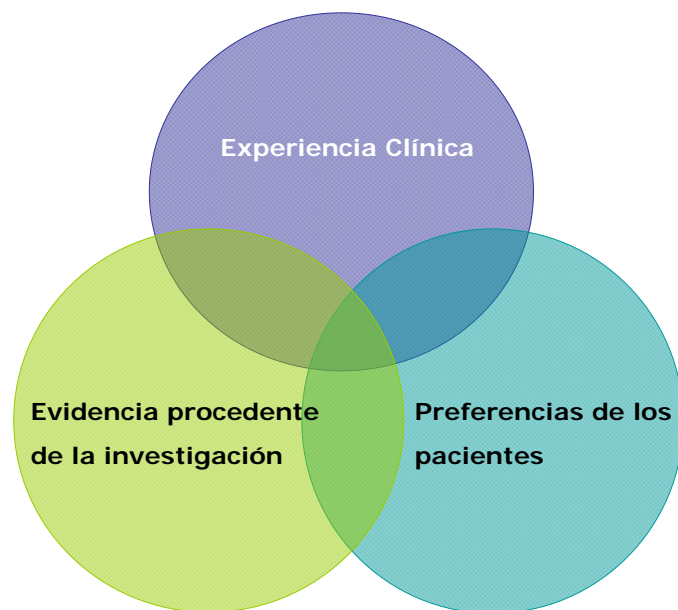 Experiencia Clínica
Evidencia procedente
de la investigación
Preferencias de los
pacientes